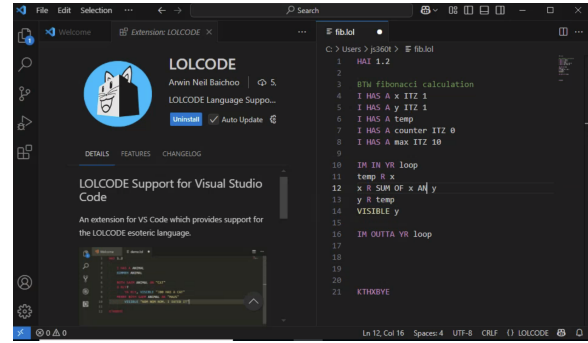 File Edit Selection ··· Search
Welcome Extension: LOLCODE ··· fib.lol
C: > Users > js360t > fib.lol
LOLCODE
Arwin Neil Baichoo 5,
LOLCODE Language Suppo...
Uninstall Auto Update
DETAILS FEATURES CHANGELOG
LOLCODE Support for Visual Studio
Code
An extension for VS Code which provides support for
the LOLCODE esoteric language.
1 HAI 1.2
2
3 BTW fibonacci calculation
4 I HAS A x ITZ 1
5 I HAS A y ITZ 1
6 I HAS A temp
7 I HAS A counter ITZ 0
8 I HAS A max ITZ 10
9
10 IM IN YR loop
11 temp R x
12 x R SUM OF x AN y
13 y R temp
14 VISIBLE y
15
16 IM OUTTA YR loop
17
18
19
20
21 KTHXBYE
0 0 Ln 12, Col 16 Spaces: 4 UTF-8 CRLF {} LOLCODE